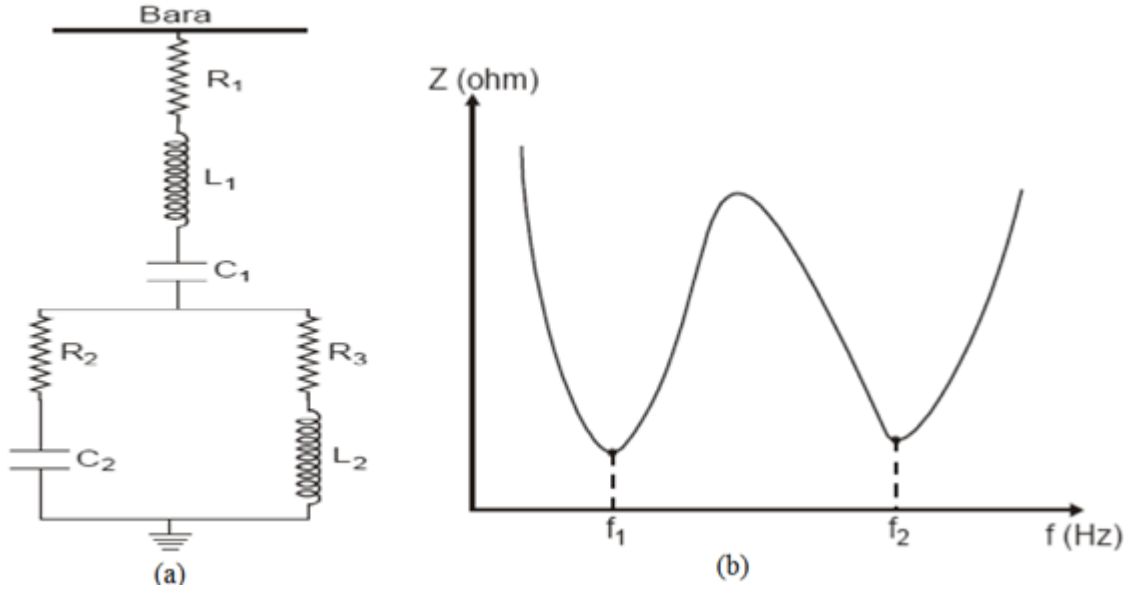 Bara
R₁
L₁
C₁
R₂
R₃
C₂
L₂
(a)
Z (ohm)
f₁
f₂
f (Hz)
(b)